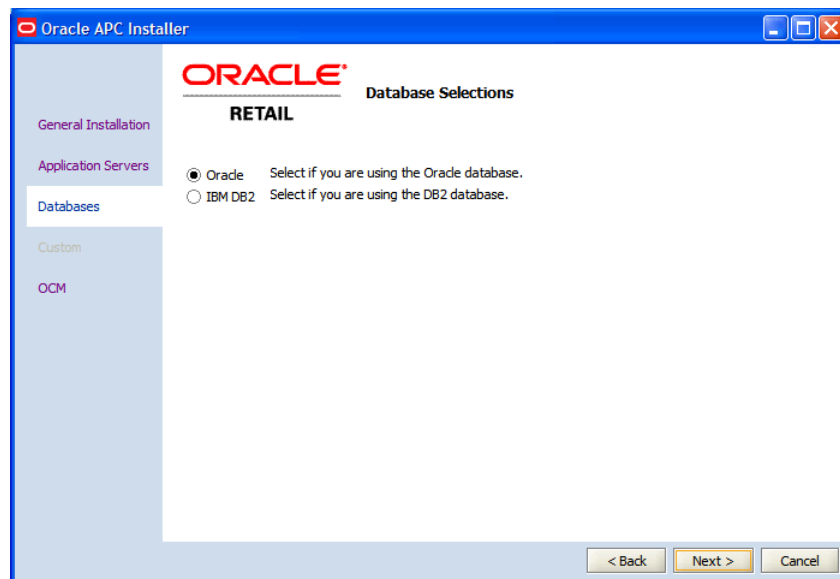 Oracle APC Installer
ORACLE®
RETAIL
Database Selections
General Installation
Application Servers
Databases
Custom
OCM
Oracle Select if you are using the Oracle database.
IBM DB2 Select if you are using the DB2 database.
< Back Next > Cancel